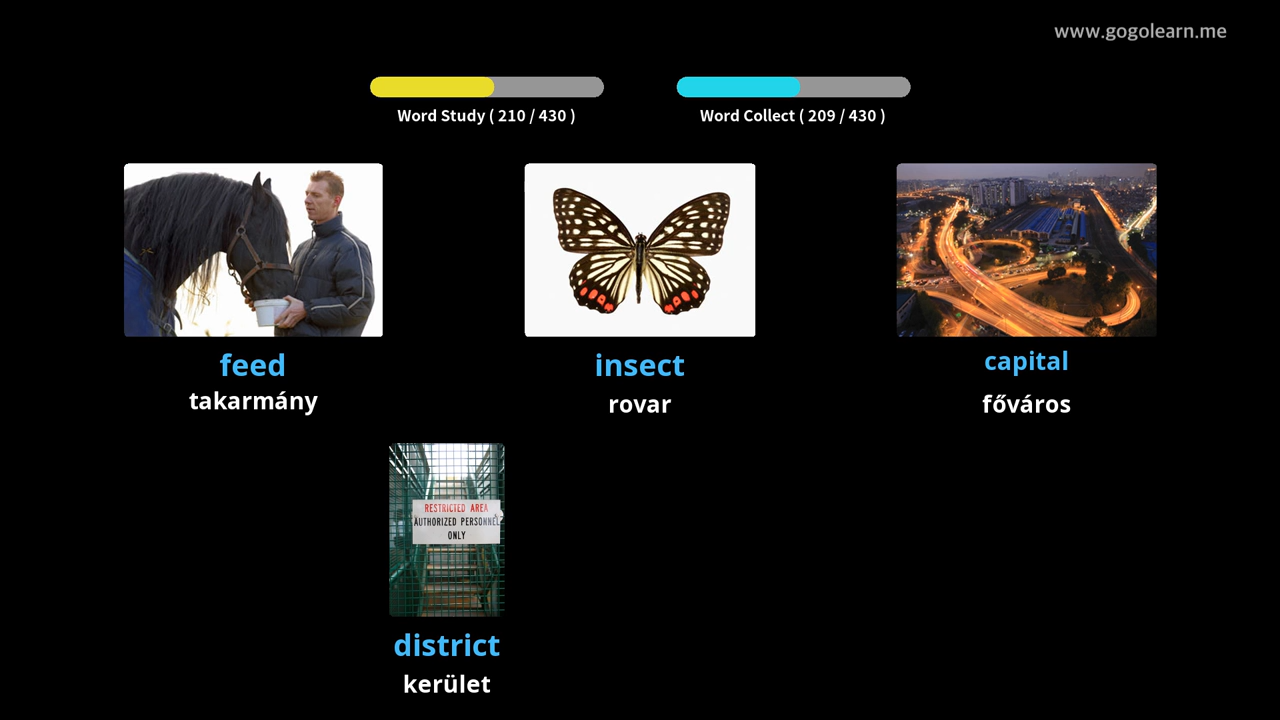 www.gogolearn.me
Word Study ( 210 / 430 )
Word Collect ( 209 / 430 )
feed
takarmány
insect
rovar
capital
főváros
RESTRICTED AREA
AUTHORIZED PERSONNEL
ONLY
district
kerület